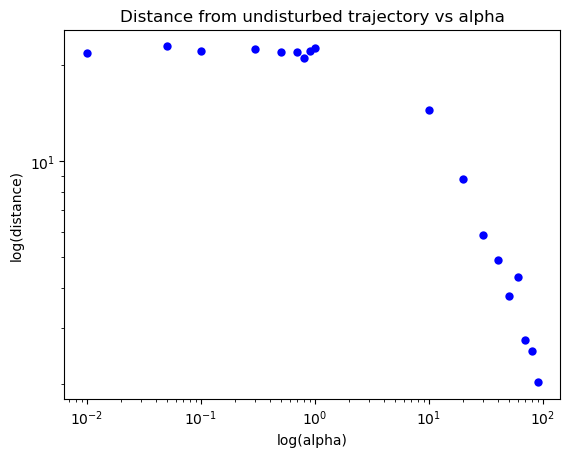 Distance from undisturbed trajectory vs alpha
log(distance)
10¹
10⁻²
10⁻¹
10⁰
10¹
10²
log(alpha)